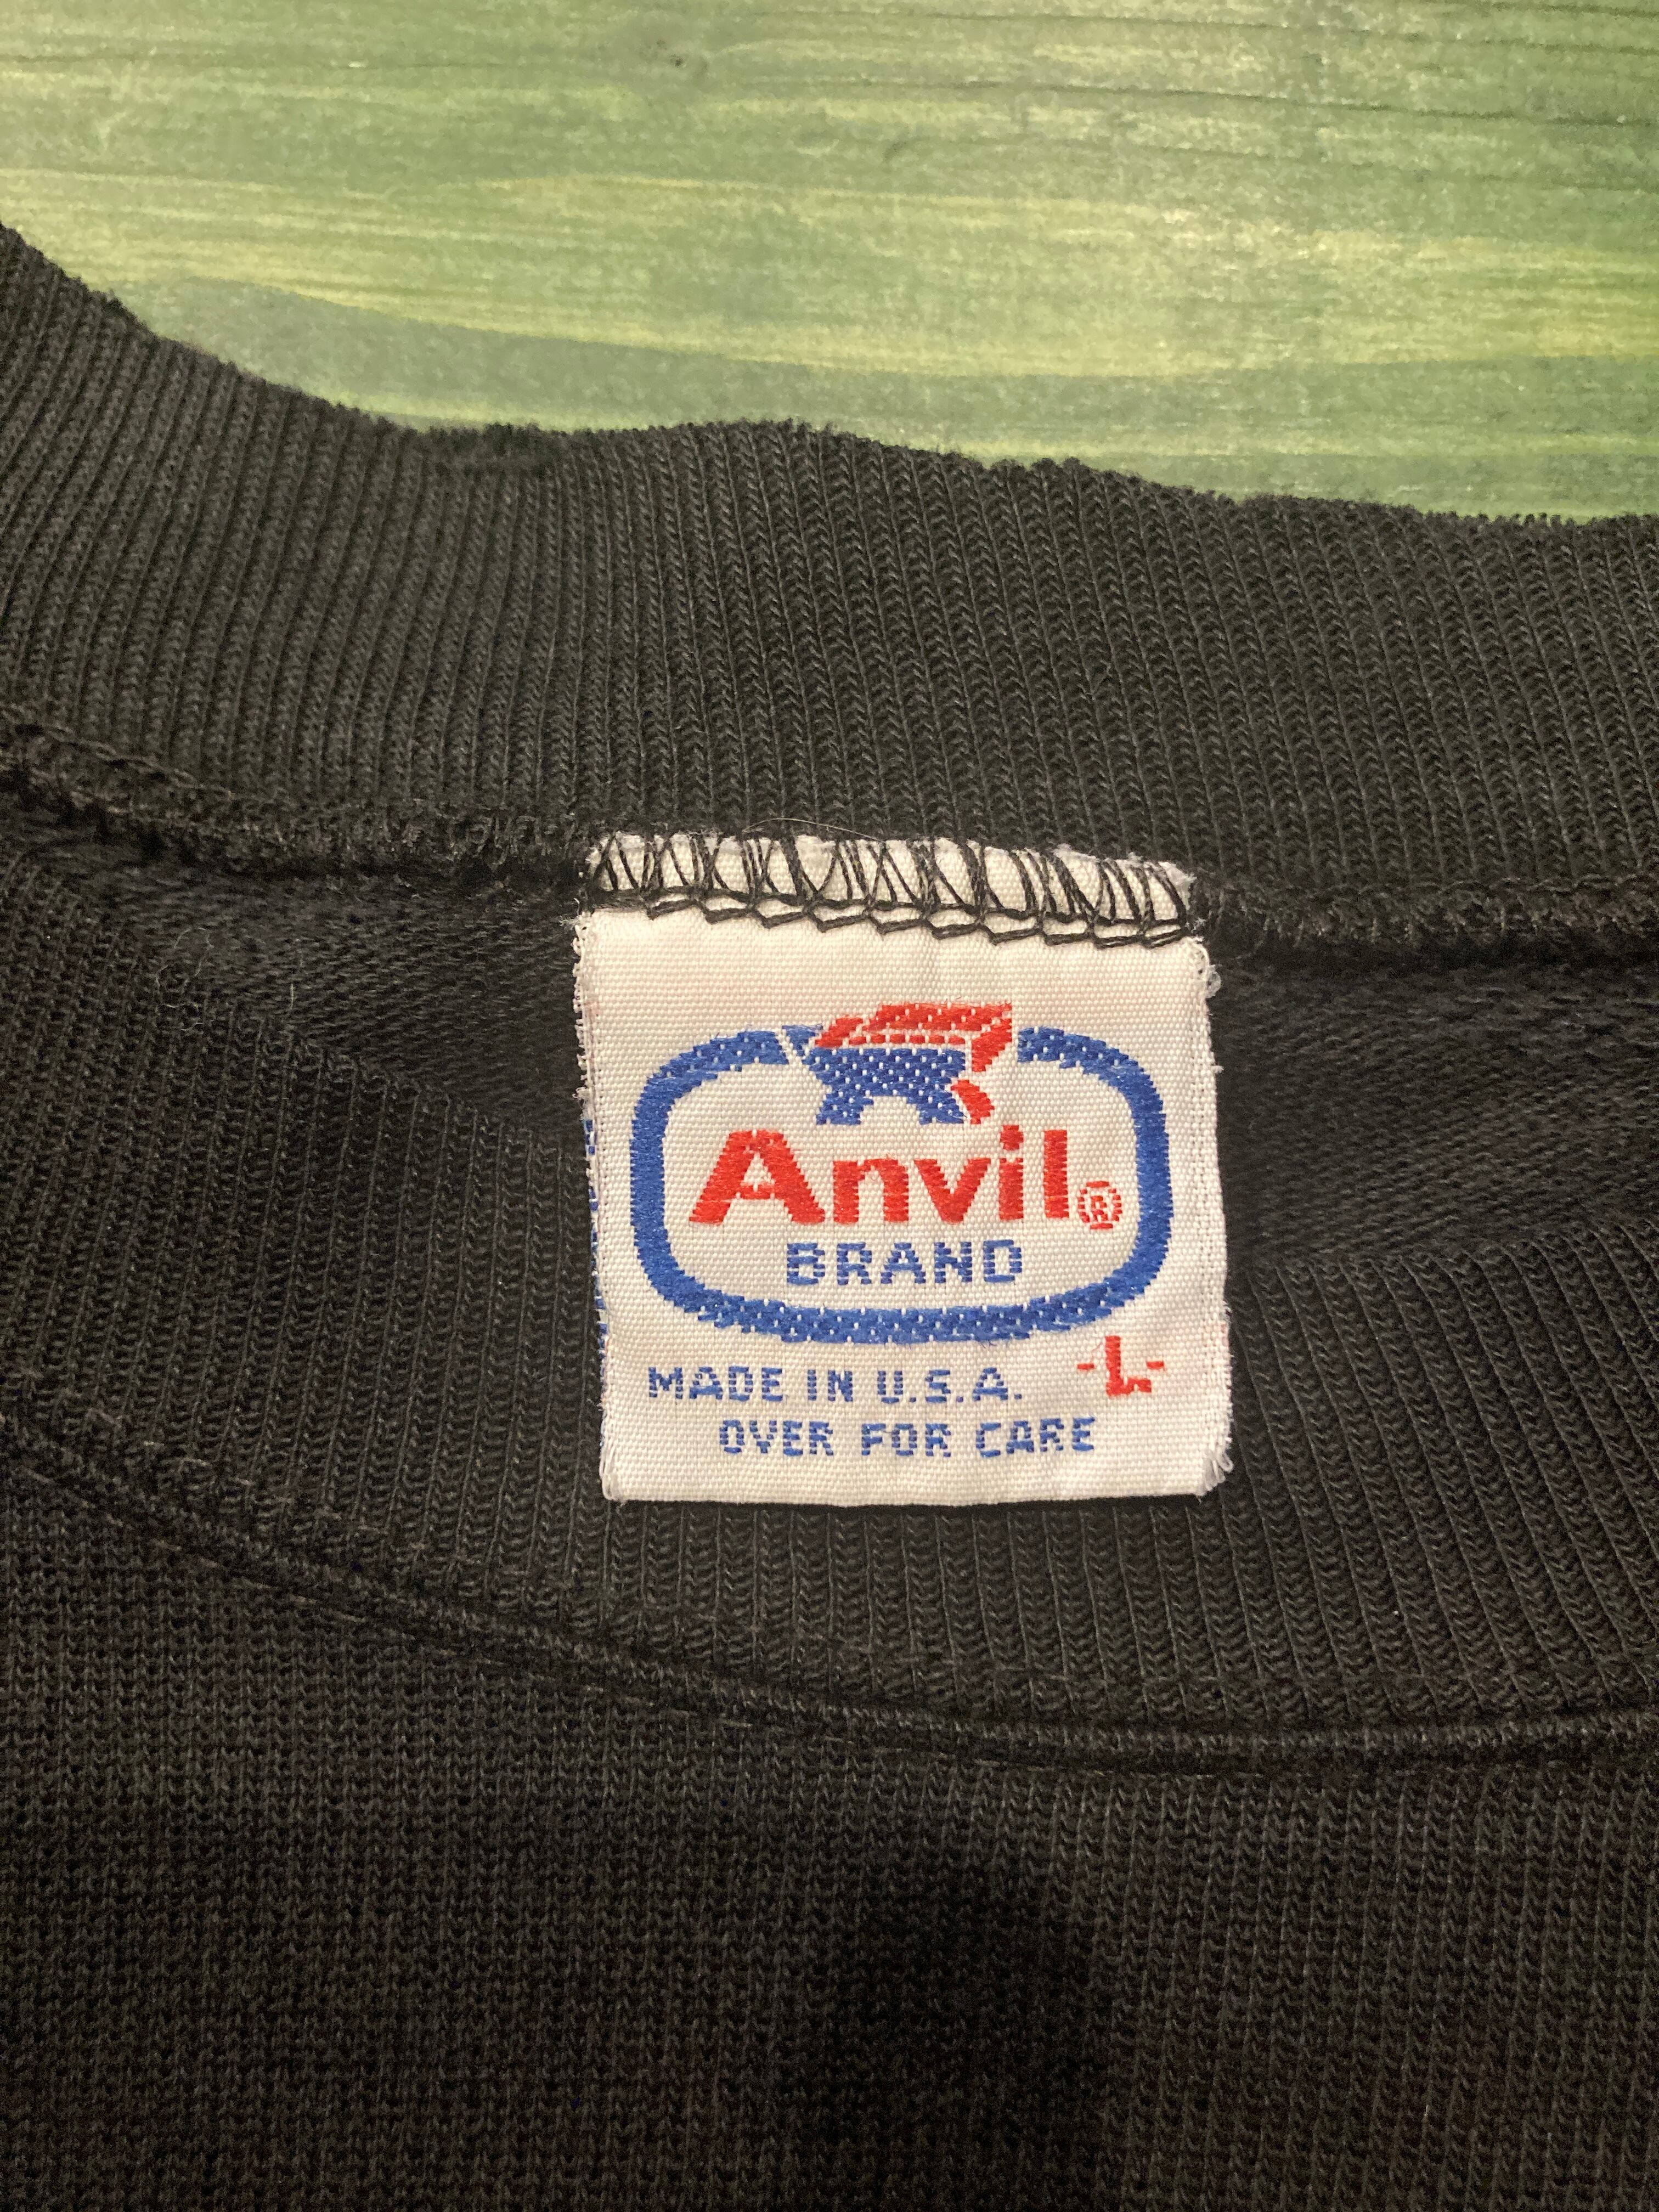 Anvil®
BRAND
MADE IN U.S.A. -L-
OVER FOR CARE